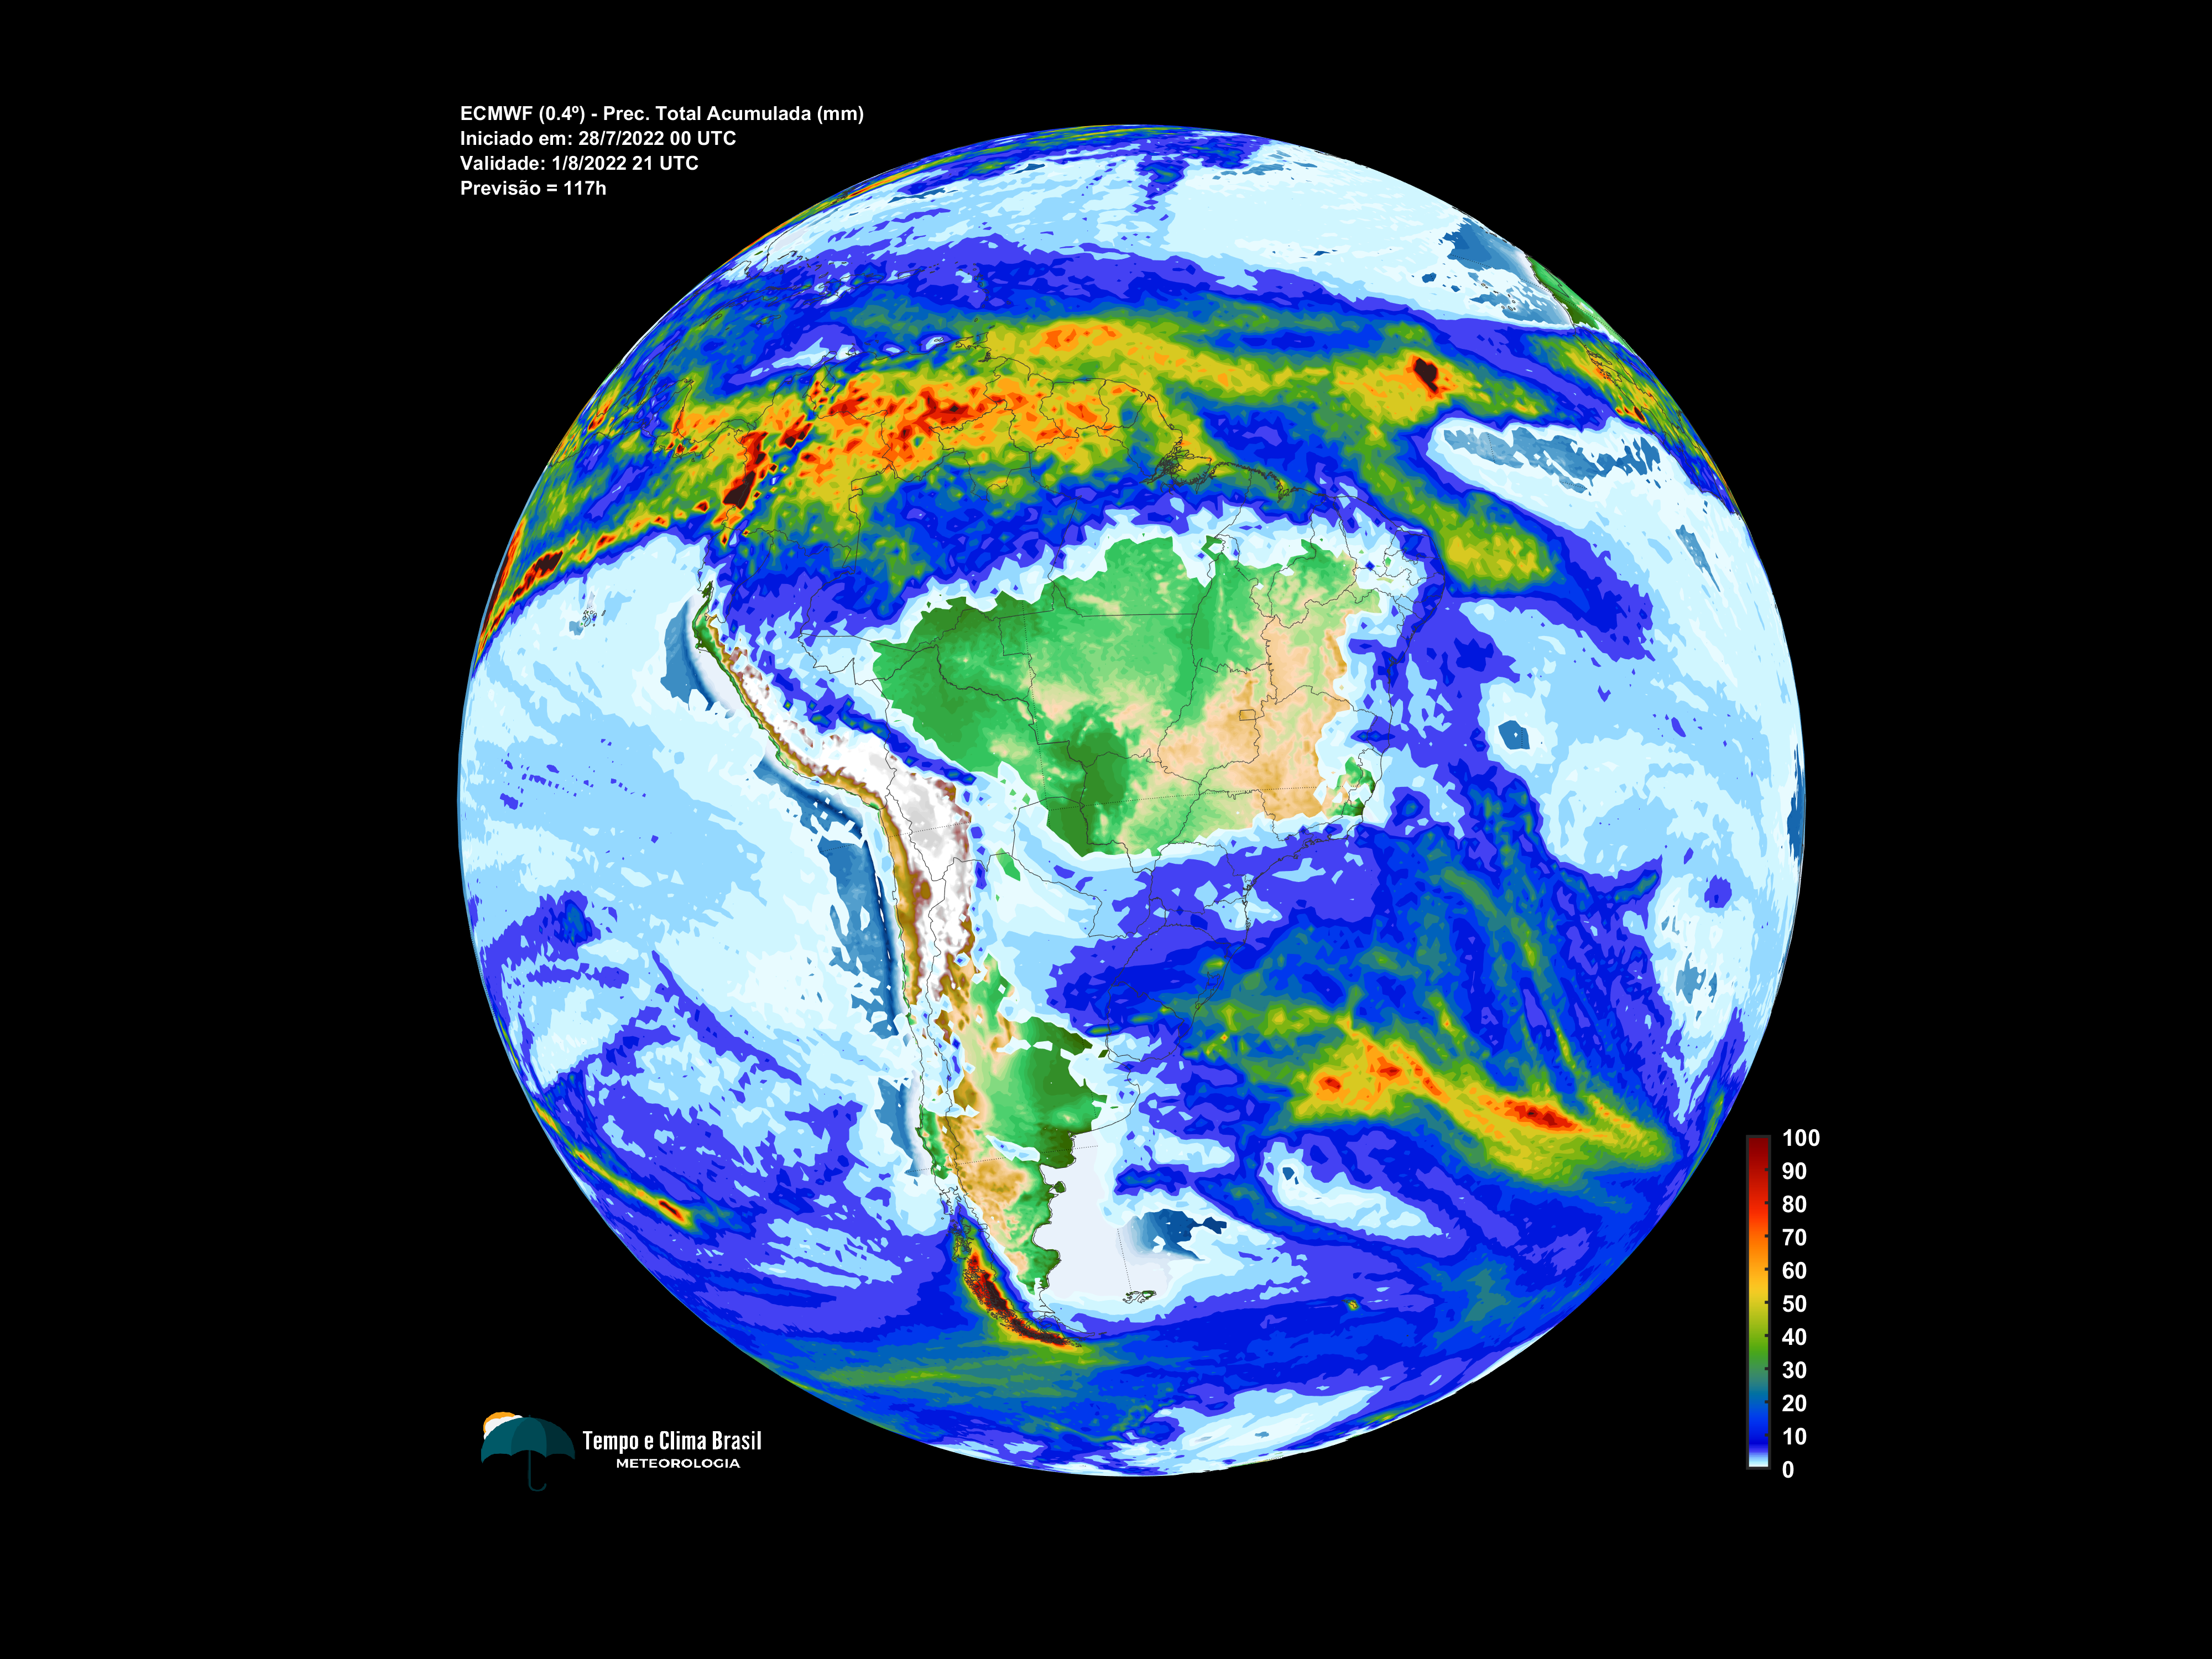 ECMWF (0.4º) - Prec. Total Acumulada (mm)
Iniciado em: 28/7/2022 00 UTC
Validade: 1/8/2022 21 UTC
Previsão = 117h
100
90
80
70
60
50
40
30
20
10
0
Tempo e Clima Brasil
METEOROLOGIA